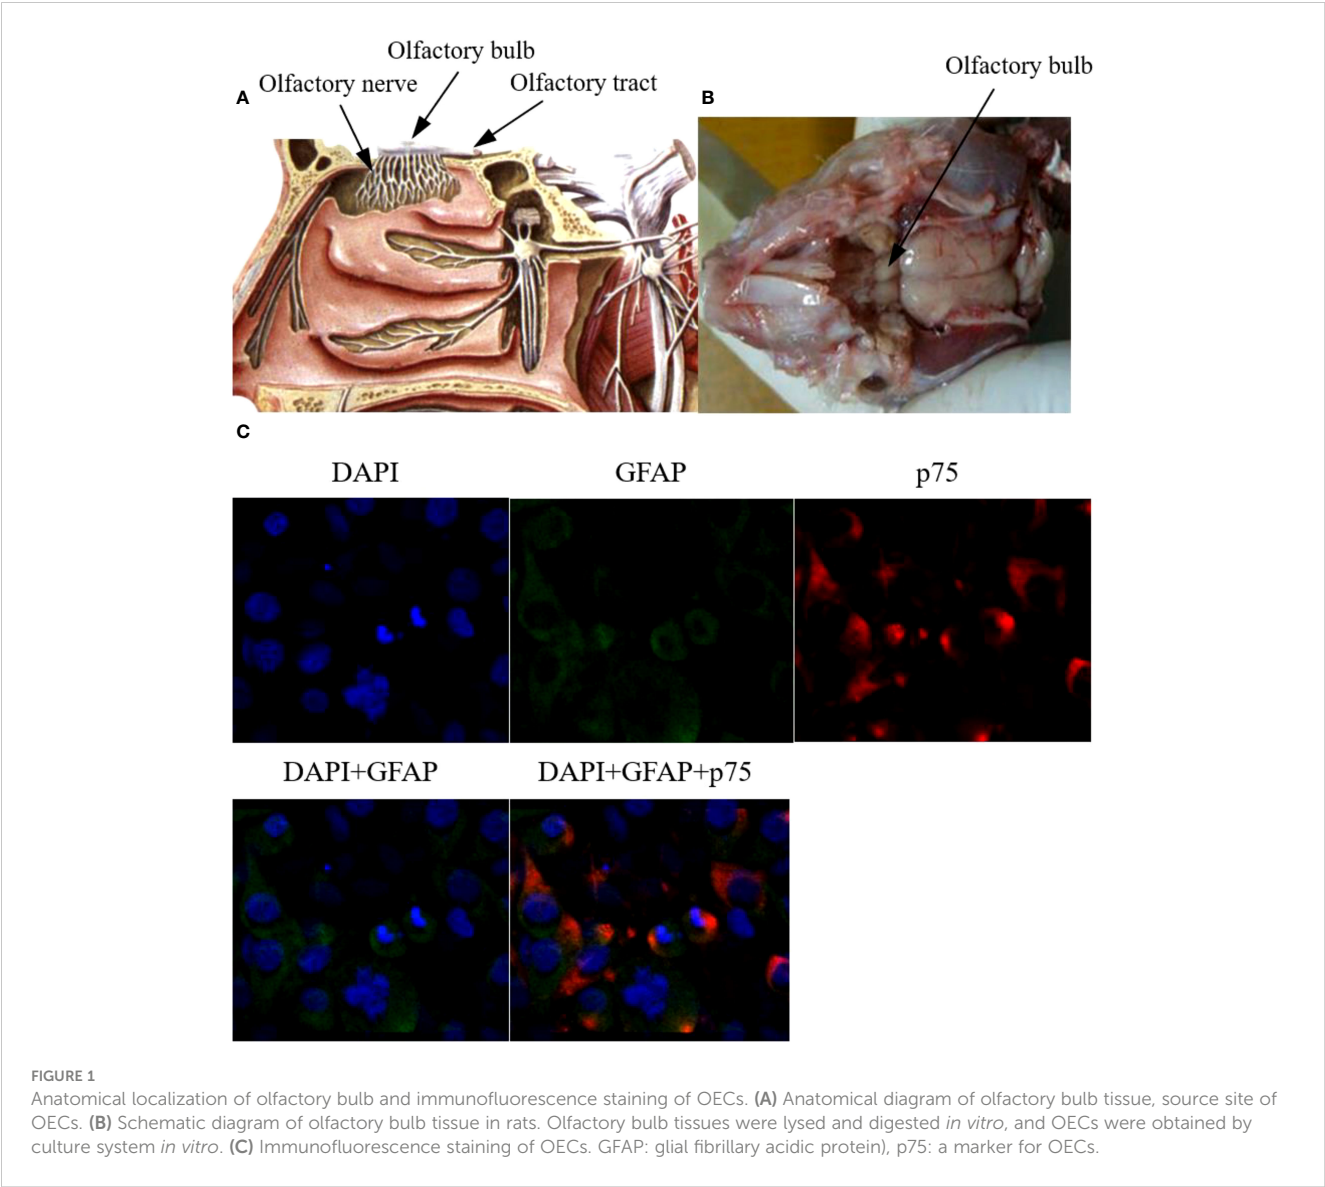 Olfactory bulb
Olfactory nerve
Olfactory tract
A
Olfactory bulb
B
C
DAPI
GFAP
p75
DAPI+GFAP
DAPI+GFAP+p75
FIGURE 1
Anatomical localization of olfactory bulb and immunofluorescence staining of OECs. (A) Anatomical diagram of olfactory bulb tissue, source site of
OECs. (B) Schematic diagram of olfactory bulb tissue in rats. Olfactory bulb tissues were lysed and digested in vitro, and OECs were obtained by
culture system in vitro. (C) Immunofluorescence staining of OECs. GFAP: glial fibrillary acidic protein), p75: a marker for OECs.